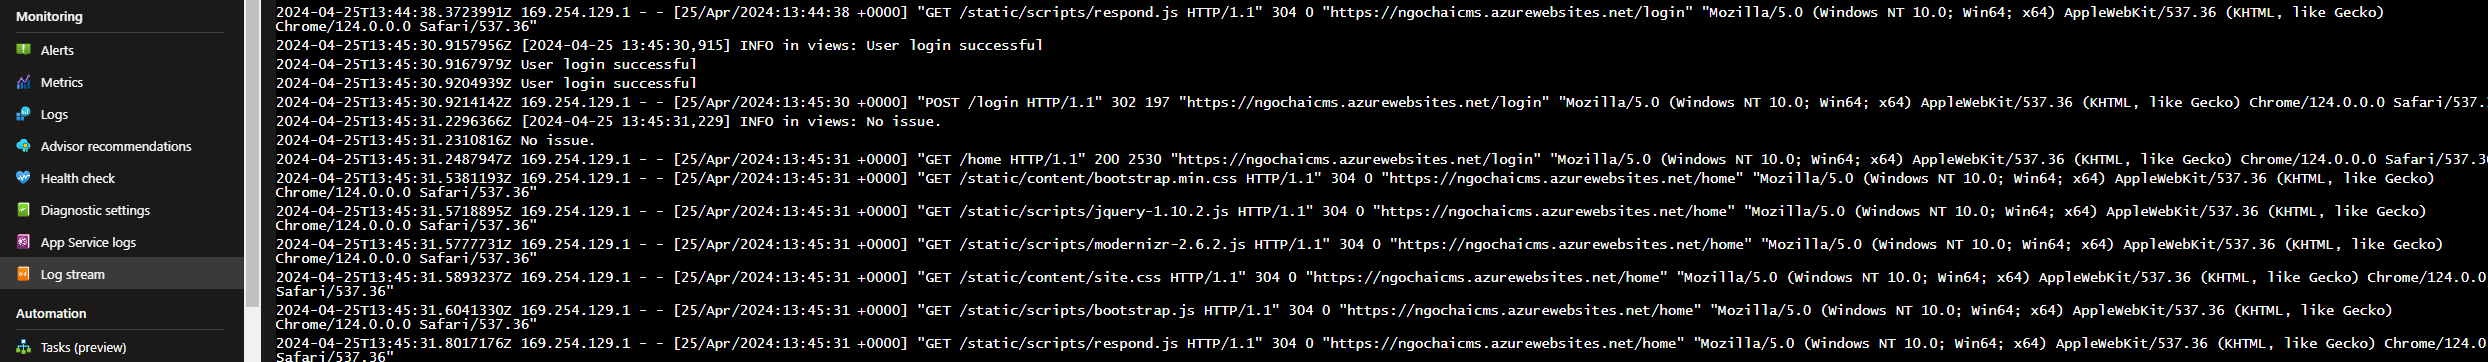 Monitoring
Alerts
Metrics
Logs
Advisor recommendations
Health check
Diagnostic settings
App Service logs
Log stream
Automation
Tasks (preview)
2024-04-25T13:44:38.3723991Z 169.254.129.1 - - [25/Apr/2024:13:44:38 +0000] "GET /static/scripts/respond.js HTTP/1.1" 304 0 "https://ngochaicms.azurewebsites.net/login" "Mozilla/5.0 (Windows NT 10.0; Win64; x64) AppleWebKit/537.36 (KHTML, like Gecko)
Chrome/124.0.0.0 Safari/537.36"
2024-04-25T13:45:30.9157956Z [2024-04-25 13:45:30,915] INFO in views: User login successful
2024-04-25T13:45:30.9167979Z User login successful
2024-04-25T13:45:30.9204939Z User login successful
2024-04-25T13:45:30.9214142Z 169.254.129.1 - - [25/Apr/2024:13:45:30 +0000] "POST /login HTTP/1.1" 302 197 "https://ngochaicms.azurewebsites.net/login" "Mozilla/5.0 (Windows NT 10.0; Win64; x64) AppleWebKit/537.36 (KHTML, like Gecko) Chrome/124.0.0.0 Safari/537.
2024-04-25T13:45:31.2296366Z [2024-04-25 13:45:31,229] INFO in views: No issue.
2024-04-25T13:45:31.2310816Z No issue.
2024-04-25T13:45:31.2487947Z 169.254.129.1 - - [25/Apr/2024:13:45:31 +0000] "GET /home HTTP/1.1" 200 2530 "https://ngochaicms.azurewebsites.net/login" "Mozilla/5.0 (Windows NT 10.0; Win64; x64) AppleWebKit/537.36 (KHTML, like Gecko) Chrome/124.0.0.0 Safari/537.3
2024-04-25T13:45:31.5381193Z 169.254.129.1 - - [25/Apr/2024:13:45:31 +0000] "GET /static/content/bootstrap.min.css HTTP/1.1" 304 0 "https://ngochaicms.azurewebsites.net/home" "Mozilla/5.0 (Windows NT 10.0; Win64; x64) AppleWebKit/537.36 (KHTML, like Gecko)
Chrome/124.0.0.0 Safari/537.36"
2024-04-25T13:45:31.5718895Z 169.254.129.1 - - [25/Apr/2024:13:45:31 +0000] "GET /static/scripts/jquery-1.10.2.js HTTP/1.1" 304 0 "https://ngochaicms.azurewebsites.net/home" "Mozilla/5.0 (Windows NT 10.0; Win64; x64) AppleWebKit/537.36 (KHTML, like Gecko)
Chrome/124.0.0.0 Safari/537.36"
2024-04-25T13:45:31.5777731Z 169.254.129.1 - - [25/Apr/2024:13:45:31 +0000] "GET /static/scripts/modernizr-2.6.2.js HTTP/1.1" 304 0 "https://ngochaicms.azurewebsites.net/home" "Mozilla/5.0 (Windows NT 10.0; Win64; x64) AppleWebKit/537.36 (KHTML, like Gecko)
Chrome/124.0.0.0 Safari/537.36"
2024-04-25T13:45:31.5893237Z 169.254.129.1 - - [25/Apr/2024:13:45:31 +0000] "GET /static/content/site.css HTTP/1.1" 304 0 "https://ngochaicms.azurewebsites.net/home" "Mozilla/5.0 (Windows NT 10.0; Win64; x64) AppleWebKit/537.36 (KHTML, like Gecko) Chrome/124.0.0.0
Safari/537.36"
2024-04-25T13:45:31.6041330Z 169.254.129.1 - - [25/Apr/2024:13:45:31 +0000] "GET /static/scripts/bootstrap.js HTTP/1.1" 304 0 "https://ngochaicms.azurewebsites.net/home" "Mozilla/5.0 (Windows NT 10.0; Win64; x64) AppleWebKit/537.36 (KHTML, like Gecko)
Chrome/124.0.0.0 Safari/537.36"
2024-04-25T13:45:31.8017176Z 169.254.129.1 - - [25/Apr/2024:13:45:31 +0000] "GET /static/scripts/respond.js HTTP/1.1" 304 0 "https://ngochaicms.azurewebsites.net/home" "Mozilla/5.0 (Windows NT 10.0; Win64; x64) AppleWebKit/537.36 (KHTML, like Gecko) Chrome/124.0.0
Safari/537.36"